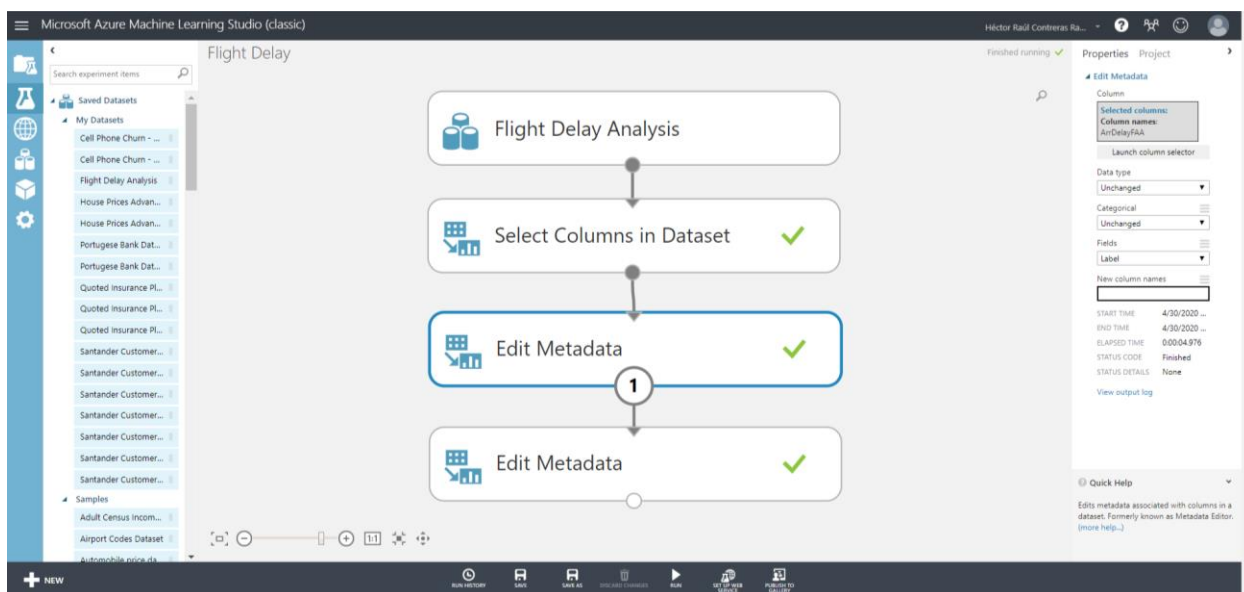 Microsoft Azure Machine Learning Studio (classic)
Héctor Raúl Contreras Ra...
Search experiment items
Saved Datasets
My Datasets
Cell Phone Churn - ...
Cell Phone Churn - ...
Flight Delay Analysis
House Prices Advan...
House Prices Advan...
Portugese Bank Dat...
Portugese Bank Dat...
Quoted Insurance Pl...
Quoted Insurance Pl...
Quoted Insurance Pl...
Santander Customer...
Santander Customer...
Santander Customer...
Santander Customer...
Santander Customer...
Santander Customer...
Santander Customer...
Samples
Adult Census Incom...
Airport Codes Dataset
Automobile price da...
Flight Delay
Finished running
Flight Delay Analysis
Select Columns in Dataset
Edit Metadata
1
Edit Metadata
1:1
Properties Project
Edit Metadata
Column
Selected columns:
Column names:
ArrDelayFAA
Launch column selector
Data type
Unchanged
Categorical
Unchanged
Fields
Label
New column names
START TIME 4/30/2020 ...
END TIME 4/30/2020 ...
ELAPSED TIME 0:00:04.976
STATUS CODE Finished
STATUS DETAILS None
View output log
Quick Help
Edits metadata associated with columns in a
dataset. Formerly known as Metadata Editor.
(more help...)
NEW
RUN HISTORY
SAVE
SAVE AS
DISCARD CHANGES
RUN
SET UP WEB
SERVICE
PUBLISH TO
GALLERY